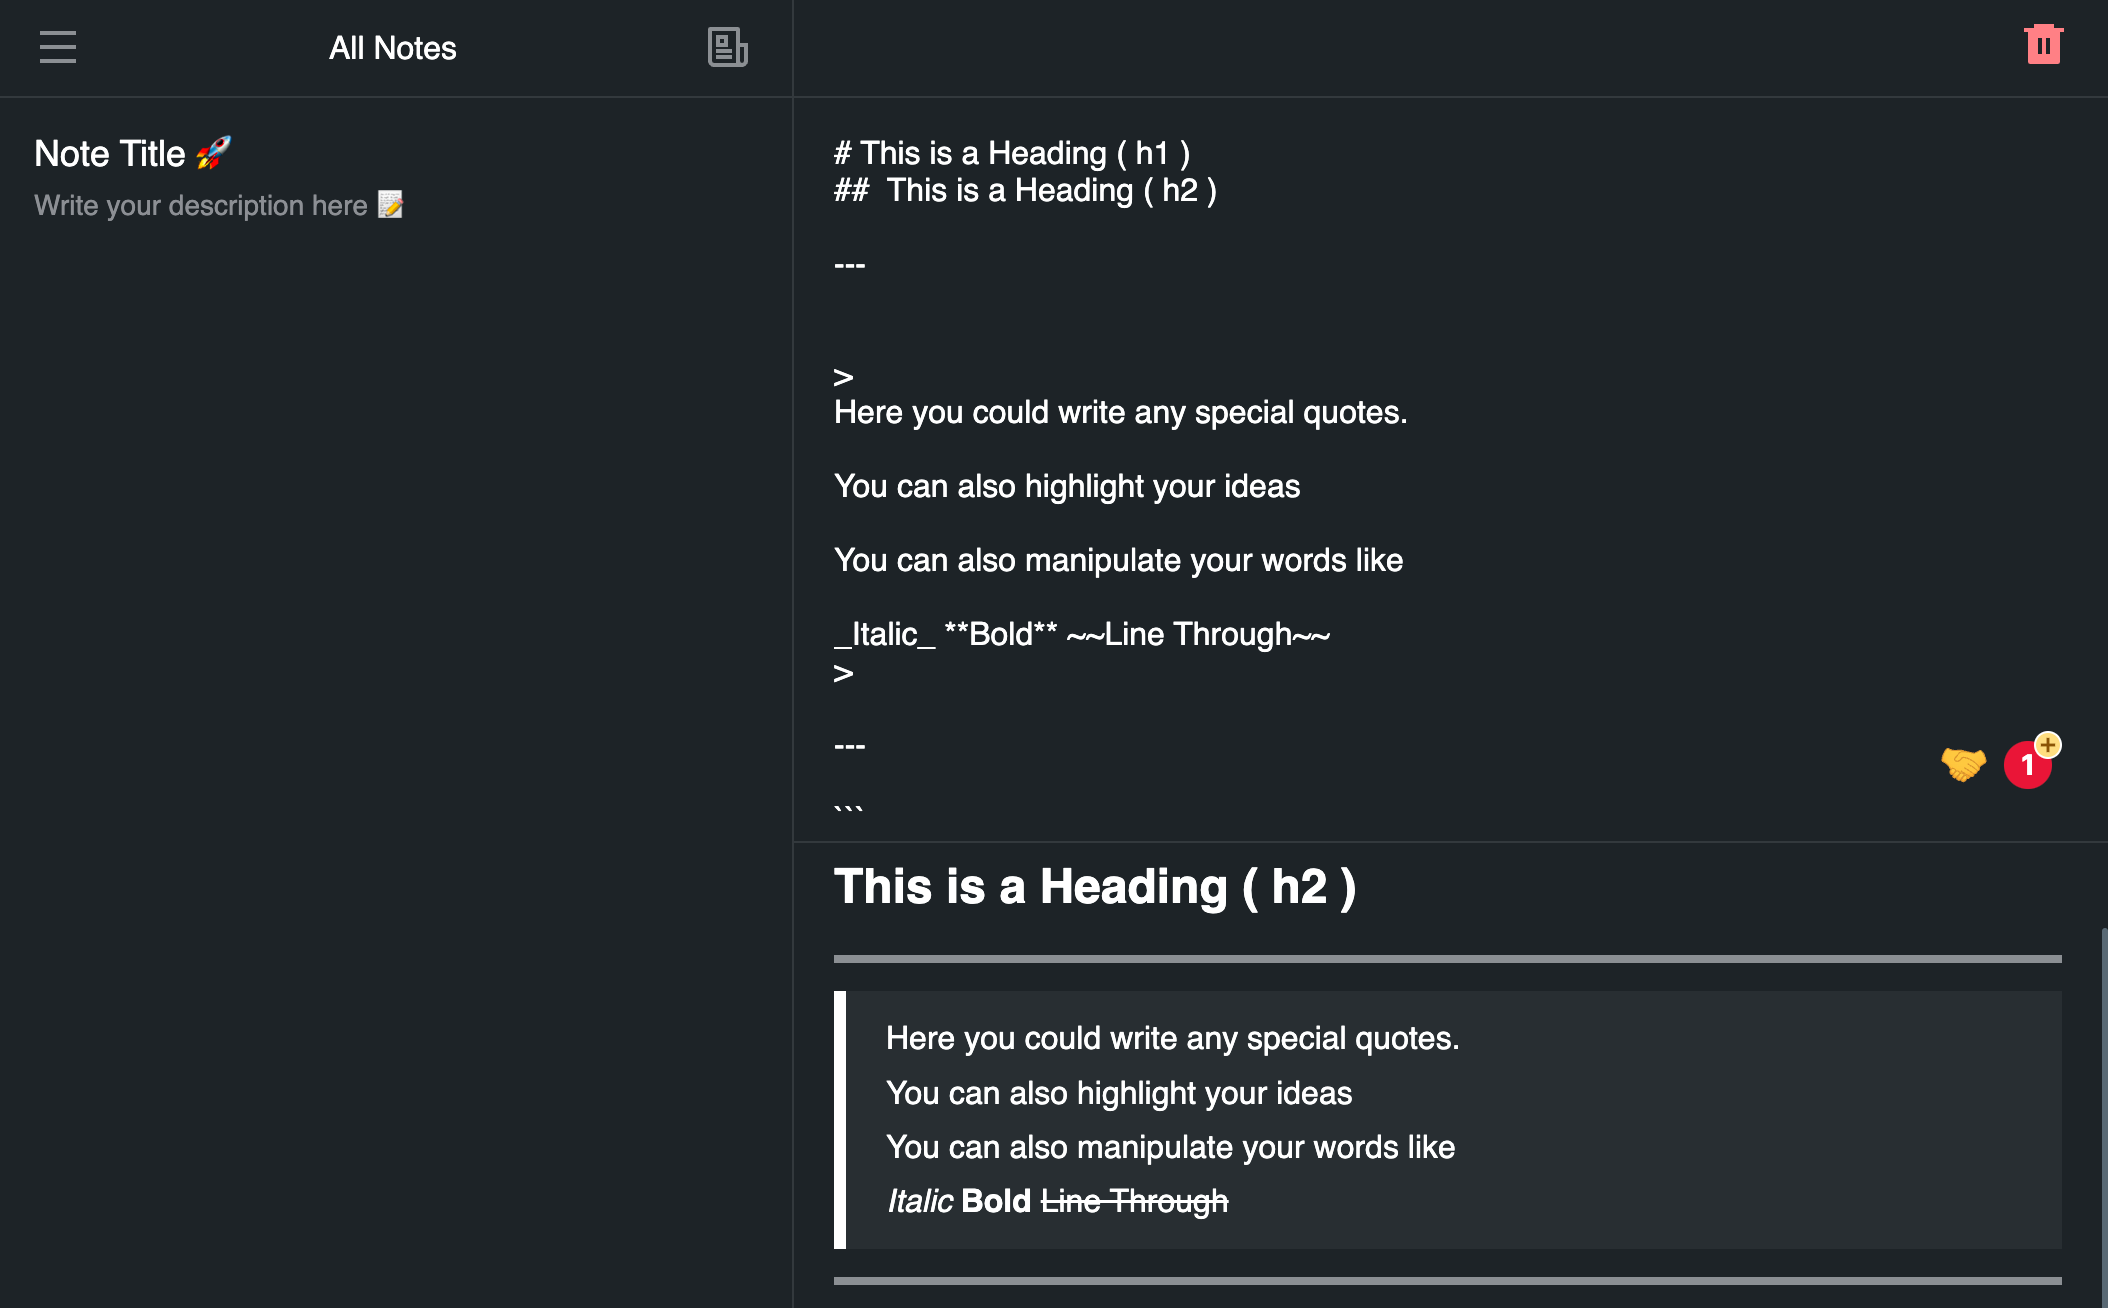 All Notes
Note Title 🚀
Write your description here 📝
# This is a Heading ( h1 )
##  This is a Heading ( h2 )
---
>
Here you could write any special quotes.
You can also highlight your ideas
You can also manipulate your words like
_Italic_ **Bold** ~~Line Through~~
>
---
```
1
This is a Heading ( h2 )
Here you could write any special quotes.
You can also highlight your ideas
You can also manipulate your words like
Italic Bold Line Through